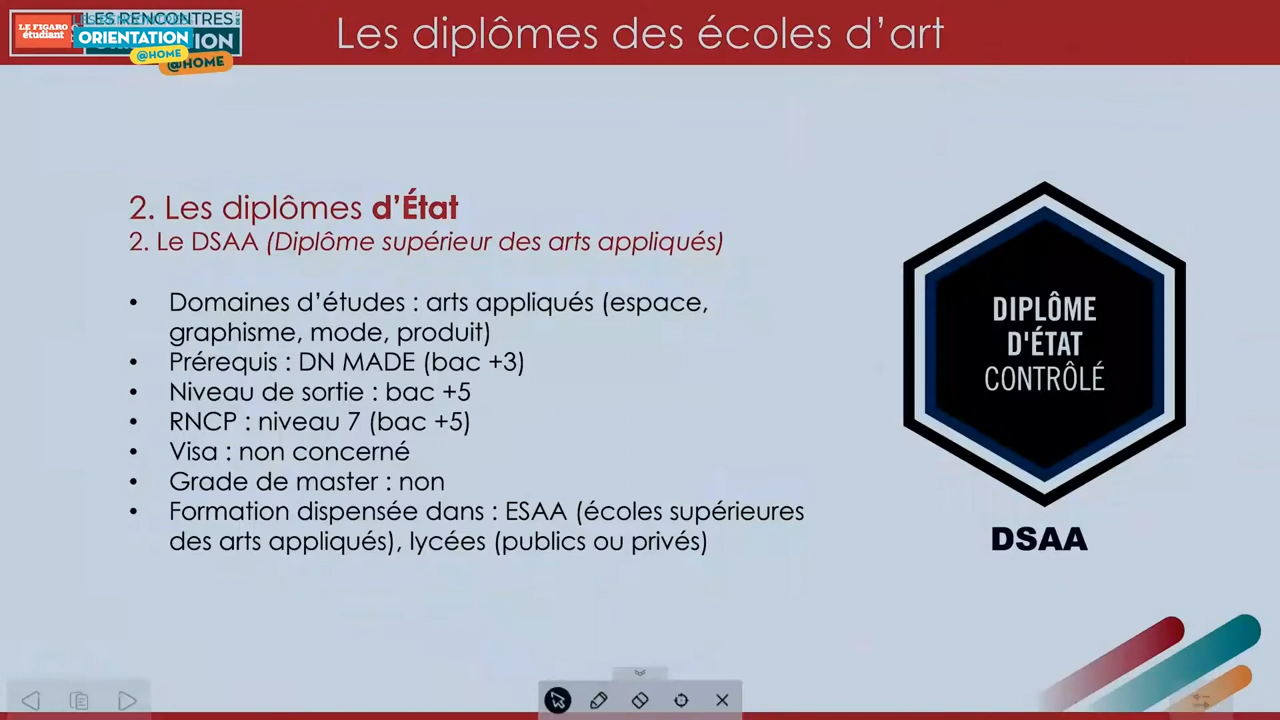 LE FIGARO
étudiant
LES RENCONTRES
ORIENTATION
@HOME
@HOME
Les diplômes des écoles d’art
2. Les diplômes d’État
2. Le DSAA (Diplôme supérieur des arts appliqués)
• Domaines d’études : arts appliqués (espace,
graphisme, mode, produit)
• Prérequis : DN MADE (bac +3)
• Niveau de sortie : bac +5
• RNCP : niveau 7 (bac +5)
• Visa : non concerné
• Grade de master : non
• Formation dispensée dans : ESAA (écoles supérieures
des arts appliqués), lycées (publics ou privés)
DIPLÔME
D'ÉTAT
CONTRÔLÉ
DSAA